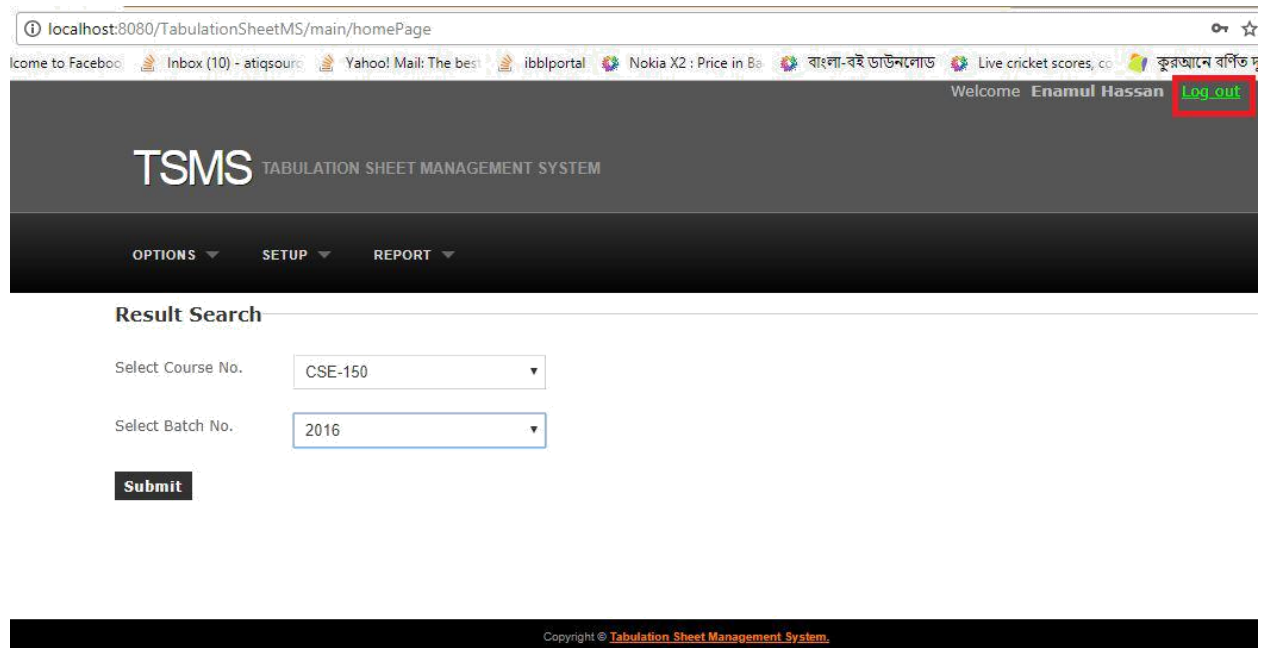 localhost:8080/TabulationSheetMS/main/homePage
lcome to Faceboo Inbox (10) - atiqsourc Yahoo! Mail: The best ibblportal Nokia X2 : Price in Ba বাংলা-বই ডাউনলোড Live cricket scores, co কুরআনে বর্ণিত দু
Welcome Enamul Hassan Log out
TSMS TABULATION SHEET MANAGEMENT SYSTEM
OPTIONS SETUP REPORT
Result Search
Select Course No. CSE-150
Select Batch No. 2016
Submit
Copyright © Tabulation Sheet Management System.